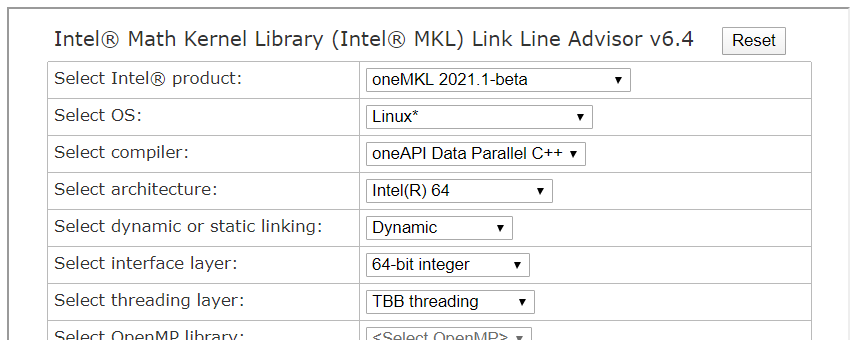 Intel® Math Kernel Library (Intel® MKL) Link Line Advisor v6.4 Reset
Select Intel® product: oneMKL 2021.1-beta
Select OS: Linux*
Select compiler: oneAPI Data Parallel C++
Select architecture: Intel(R) 64
Select dynamic or static linking: Dynamic
Select interface layer: 64-bit integer
Select threading layer: TBB threading
Select OpenMP library: <Select OpenMP>